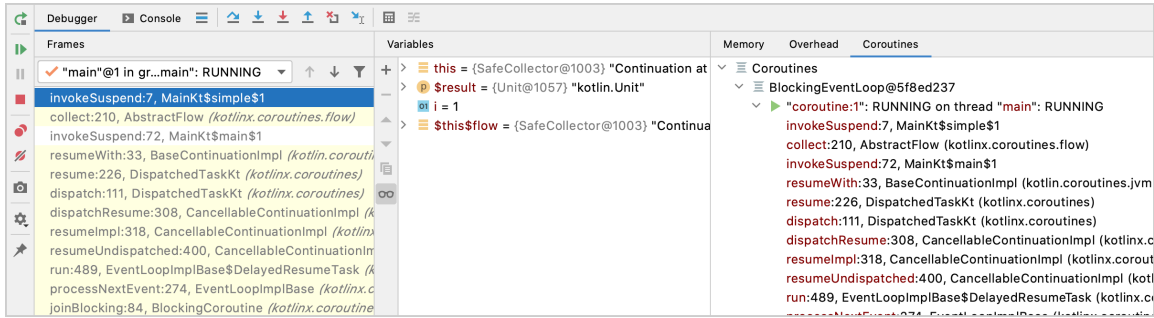 Debugger
Console
Frames
Variables
Memory
Overhead
Coroutines
"main"@1 in gr...main": RUNNING
invokeSuspend:7, MainKt$simple$1
collect:210, AbstractFlow (kotlinx.coroutines.flow)
invokeSuspend:72, MainKt$main$1
resumeWith:33, BaseContinuationImpl (kotlin.corouti
resume:226, DispatchedTaskKt (kotlinx.coroutines)
dispatch:111, DispatchedTaskKt (kotlinx.coroutines)
dispatchResume:308, CancellableContinuationImpl (k
resumeImpl:318, CancellableContinuationImpl (kotlin
resumeUndispatched:400, CancellableContinuationIm
run:489, EventLoopImplBase$DelayedResumeTask (k
processNextEvent:274, EventLoopImplBase (kotlinx.c
joinBlocking:84, BlockingCoroutine (kotlinx.coroutine
this = {SafeCollector@1003} "Continuation at
p
$result = {Unit@1057} "kotlin.Unit"
01
i = 1
$this$flow = {SafeCollector@1003} "Continua
Coroutines
BlockingEventLoop@5f8ed237
"coroutine:1": RUNNING on thread "main": RUNNING
invokeSuspend:7, MainKt$simple$1
collect:210, AbstractFlow (kotlinx.coroutines.flow)
invokeSuspend:72, MainKt$main$1
resumeWith:33, BaseContinuationImpl (kotlin.coroutines.jvm
resume:226, DispatchedTaskKt (kotlinx.coroutines)
dispatch:111, DispatchedTaskKt (kotlinx.coroutines)
dispatchResume:308, CancellableContinuationImpl (kotlinx.c
resumeImpl:318, CancellableContinuationImpl (kotlinx.corout
resumeUndispatched:400, CancellableContinuationImpl (kotl
run:489, EventLoopImplBase$DelayedResumeTask (kotlinx.co
processNextEvent:274, EventLoopImplBase (kotlinx.coroutin